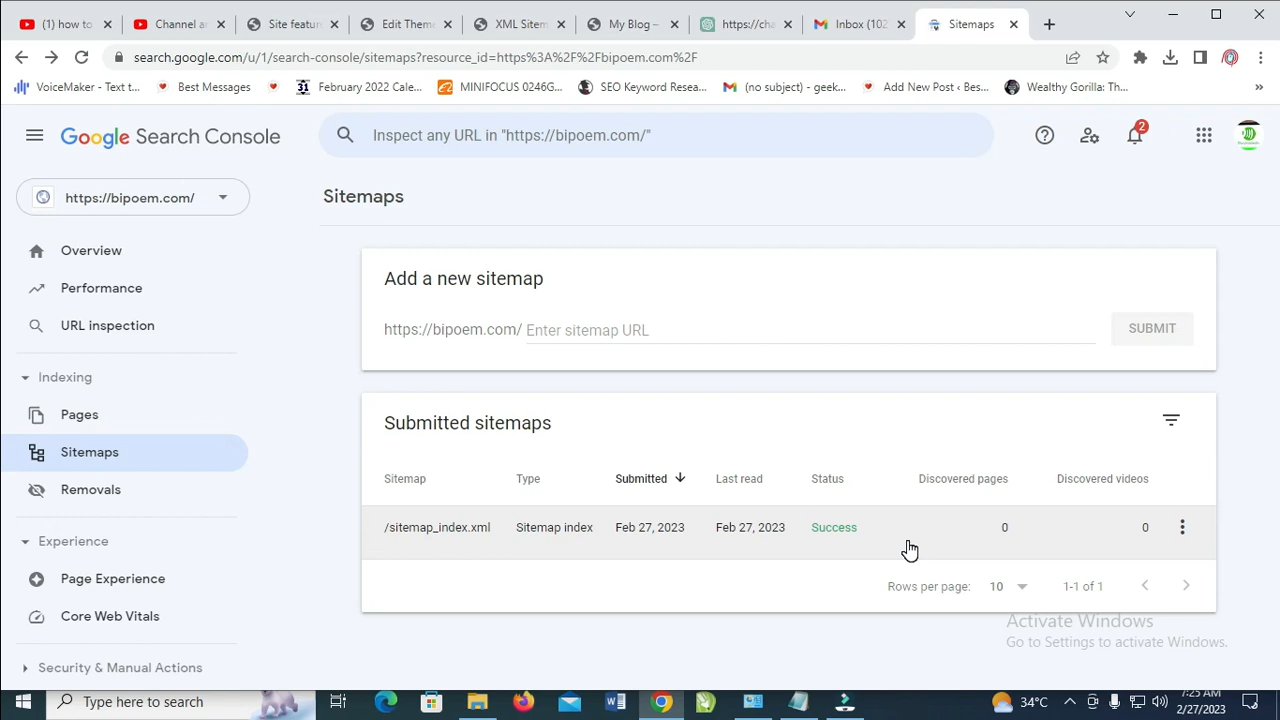 (1) how to
Channel a
Site featur
Edit Them
XML Sitem
My Blog –
https://cha
Inbox (102
Sitemaps
search.google.com/u/1/search-console/sitemaps?resource_id=https%3A%2F%2Fbipoem.com%2F
VoiceMaker - Text t...
Best Messages
31
February 2022 Cale...
MINIFOCUS 0246G...
SEO Keyword Resea...
(no subject) - geek...
Add New Post ‹ Bes...
Wealthy Gorilla: Th...
»
Google Search Console
Inspect any URL in "https://bipoem.com/"
2
https://bipoem.com/
Sitemaps
Overview
Performance
URL inspection
Indexing
Pages
Sitemaps
Removals
Experience
Page Experience
Core Web Vitals
Security & Manual Actions
Add a new sitemap
https://bipoem.com/ Enter sitemap URL
SUBMIT
Submitted sitemaps
Sitemap Type Submitted Last read Status Discovered pages Discovered videos
/sitemap_index.xml Sitemap index Feb 27, 2023 Feb 27, 2023 Success 0 0
Rows per page: 10 1-1 of 1
Activate Windows
Go to Settings to activate Windows.
Type here to search
34°C
7:25 AM
2/27/2023